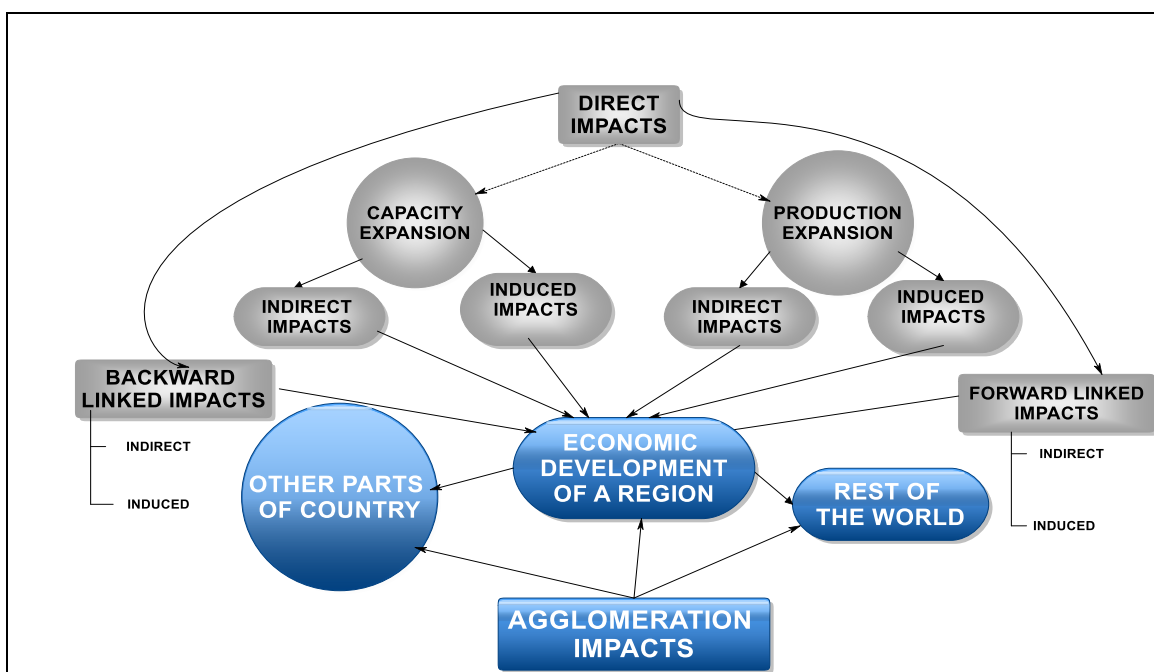 DIRECT
IMPACTS
CAPACITY
EXPANSION
PRODUCTION
EXPANSION
INDIRECT
IMPACTS
INDUCED
IMPACTS
INDIRECT
IMPACTS
INDUCED
IMPACTS
BACKWARD
LINKED IMPACTS
INDIRECT
INDUCED
FORWARD LINKED
IMPACTS
INDIRECT
INDUCED
ECONOMIC
DEVELOPMENT
OF A REGION
OTHER PARTS
OF COUNTRY
REST OF
THE WORLD
AGGLOMERATION
IMPACTS